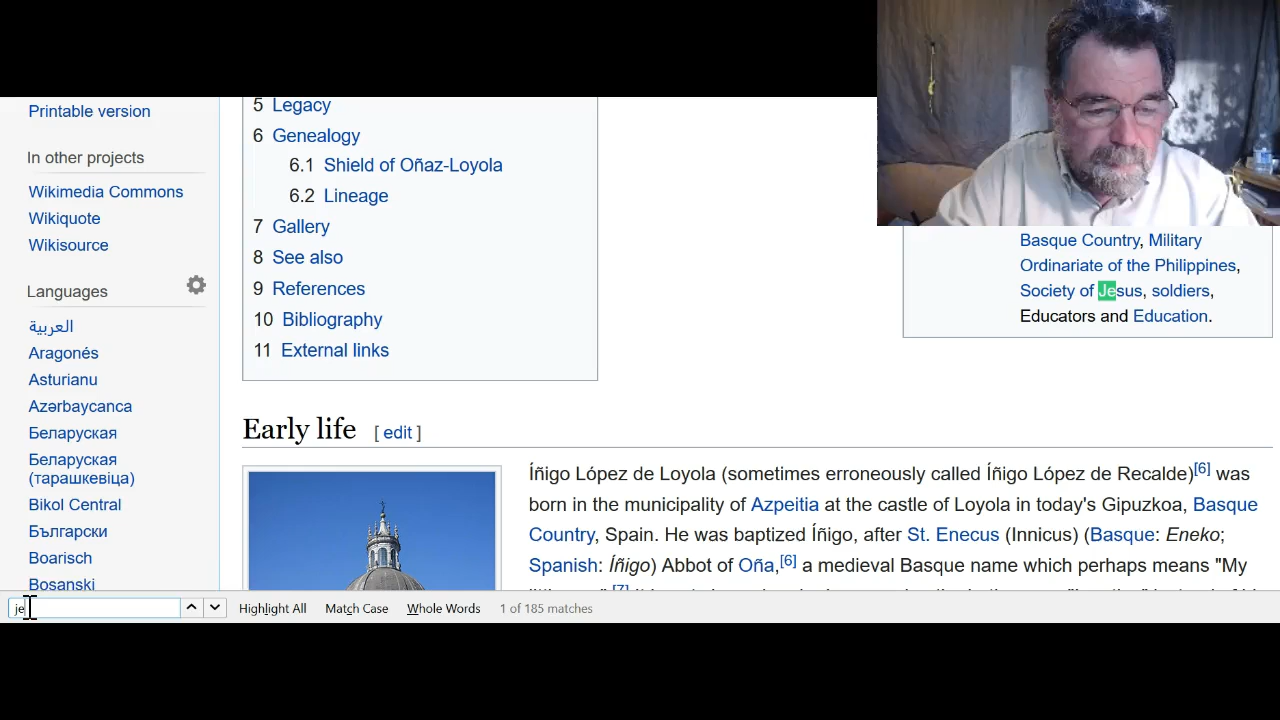 Printable version
In other projects
Wikimedia Commons
Wikiquote
Wikisource
Languages
العربية
Aragonés
Asturianu
Azərbaycanca
Беларуская
Беларуская
(тарашкевіца)
Bikol Central
Български
Boarisch
Bosanski
5 Legacy
6 Genealogy
6.1 Shield of Oñaz-Loyola
6.2 Lineage
7 Gallery
8 See also
9 References
10 Bibliography
11 External links
Basque Country, Military
Ordinariate of the Philippines,
Society of Jesus, soldiers,
Educators and Education.
Early life [ edit ]
Íñigo López de Loyola (sometimes erroneously called Íñigo López de Recalde)[6] was
born in the municipality of Azpeitia at the castle of Loyola in today's Gipuzkoa, Basque
Country, Spain. He was baptized Íñigo, after St. Enecus (Innicus) (Basque: Eneko;
Spanish: Íñigo) Abbot of Oña,[6] a medieval Basque name which perhaps means "My
[7]
je Highlight All Match Case Whole Words 1 of 185 matches